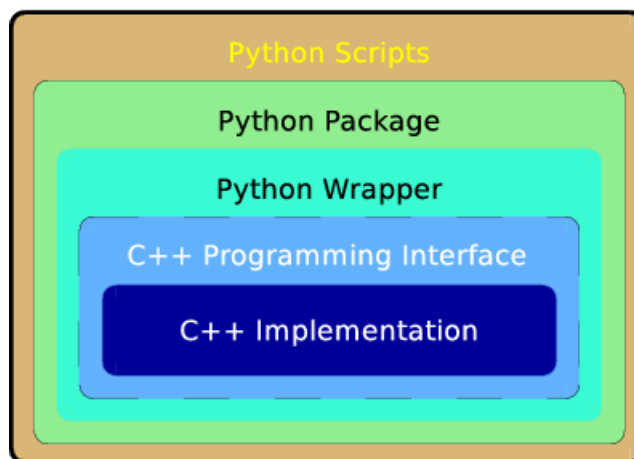 Python Scripts
Python Package
Python Wrapper
C++ Programming Interface
C++ Implementation